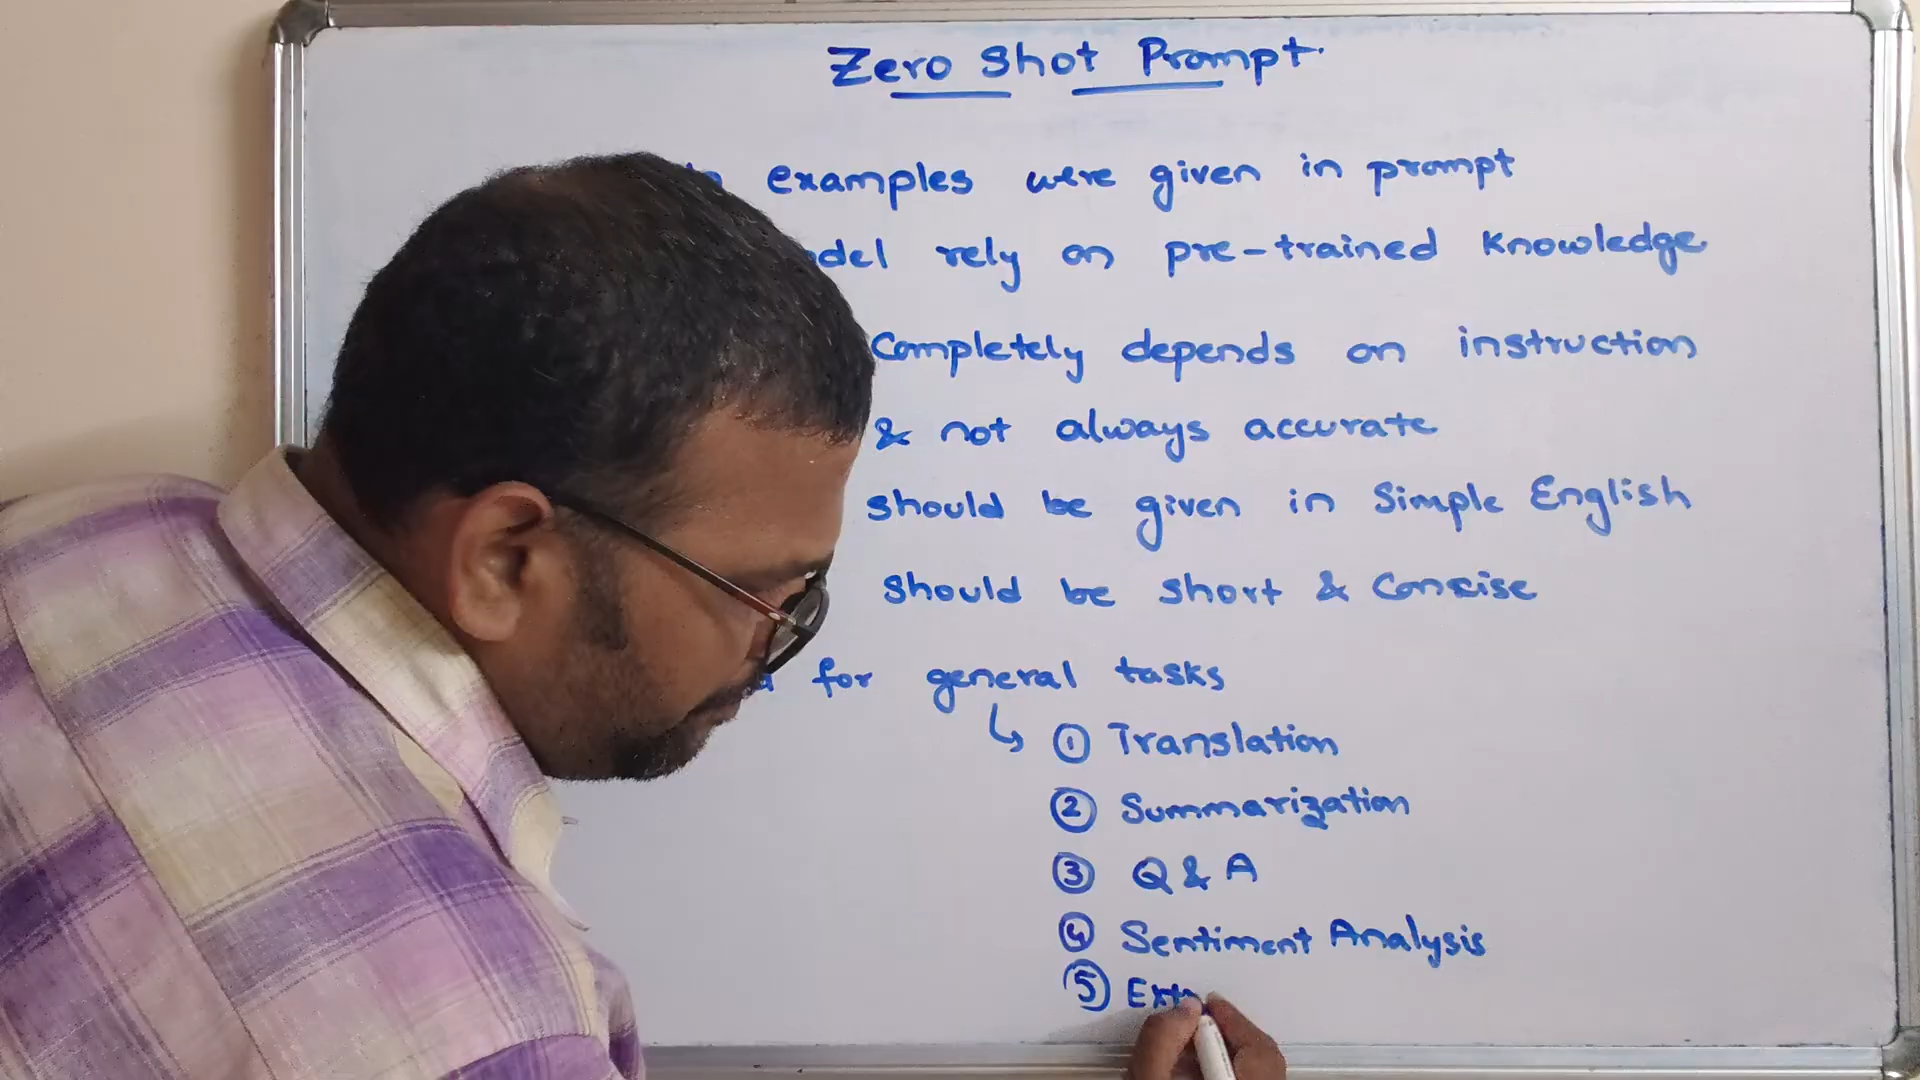 Zero Shot Prompt
examples were given in prompt
rely on pre-trained knowledge
Completely depends on instruction
& not always accurate
should be given in Simple English
should be short & Concise
for general tasks
① Translation
② Summarization
③ Q & A
④ Sentiment Analysis
⑤